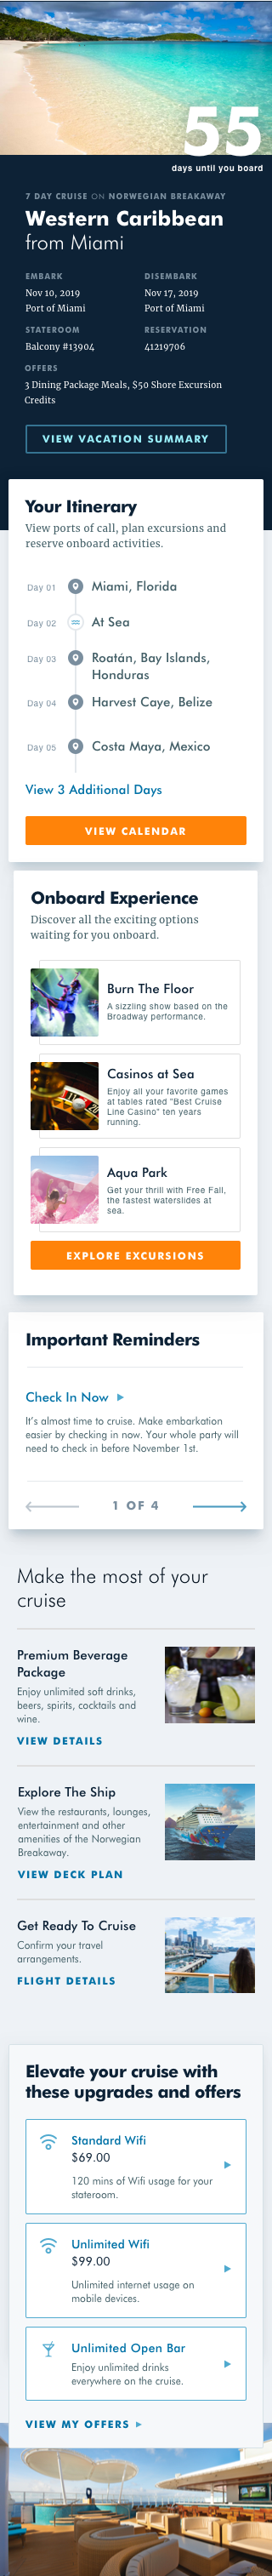 55
days until you board
7 DAY CRUISE ON NORWEGIAN BREAKAWAY
Western Caribbean
from Miami
EMBARK
Nov 10, 2019
Port of Miami
DISEMBARK
Nov 17, 2019
Port of Miami
STATEROOM
Balcony #13904
RESERVATION
41219706
OFFERS
3 Dining Package Meals, $50 Shore Excursion
Credits
VIEW VACATION SUMMARY
Your Itinerary
View ports of call, plan excursions and
reserve onboard activities.
Day 01 Miami, Florida
Day 02 At Sea
Day 03 Roatán, Bay Islands,
Honduras
Day 04 Harvest Caye, Belize
Day 05 Costa Maya, Mexico
View 3 Additional Days
VIEW CALENDAR
Onboard Experience
Discover all the exciting options
waiting for you onboard.
Burn The Floor
A sizzling show based on the
Broadway performance.
Casinos at Sea
Enjoy all your favorite games
at tables rated "Best Cruise
Line Casino" ten years
running.
Aqua Park
Get your thrill with Free Fall,
the fastest waterslides at
sea.
EXPLORE EXCURSIONS
Important Reminders
Check In Now
It's almost time to cruise. Make embarkation
easier by checking in now. Your whole party will
need to check in before November 1st.
1 OF 4
Make the most of your
cruise
Premium Beverage
Package
Enjoy unlimited soft drinks,
beers, spirits, cocktails and
wine.
VIEW DETAILS
Explore The Ship
View the restaurants, lounges,
entertainment and other
amenities of the Norwegian
Breakaway.
VIEW DECK PLAN
Get Ready To Cruise
Confirm your travel
arrangements.
FLIGHT DETAILS
Elevate your cruise with
these upgrades and offers
Standard Wifi
$69.00
120 mins of Wifi usage for your
stateroom.
Unlimited Wifi
$99.00
Unlimited internet usage on
mobile devices.
Unlimited Open Bar
Enjoy unlimited drinks
everywhere on the cruise.
VIEW MY OFFERS